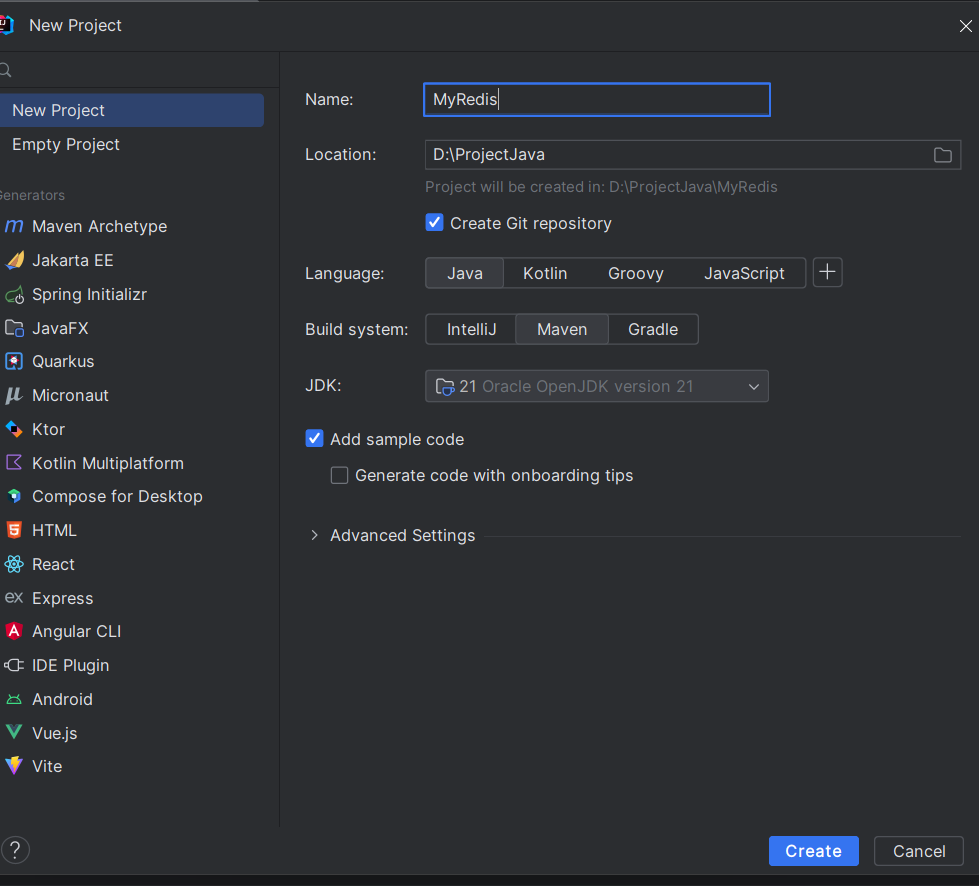 New Project
New Project
Empty Project
Generators
Maven Archetype
Jakarta EE
Spring Initializr
JavaFX
Quarkus
Micronaut
Ktor
Kotlin Multiplatform
Compose for Desktop
HTML
React
Express
Angular CLI
IDE Plugin
Android
Vue.js
Vite
Name: MyRedis
Location: D:\ProjectJava
Project will be created in: D:\ProjectJava\MyRedis
Create Git repository
Language: Java Kotlin Groovy JavaScript +
Build system: IntelliJ Maven Gradle
JDK: 21 Oracle OpenJDK version 21
Add sample code
Generate code with onboarding tips
Advanced Settings
? Create Cancel